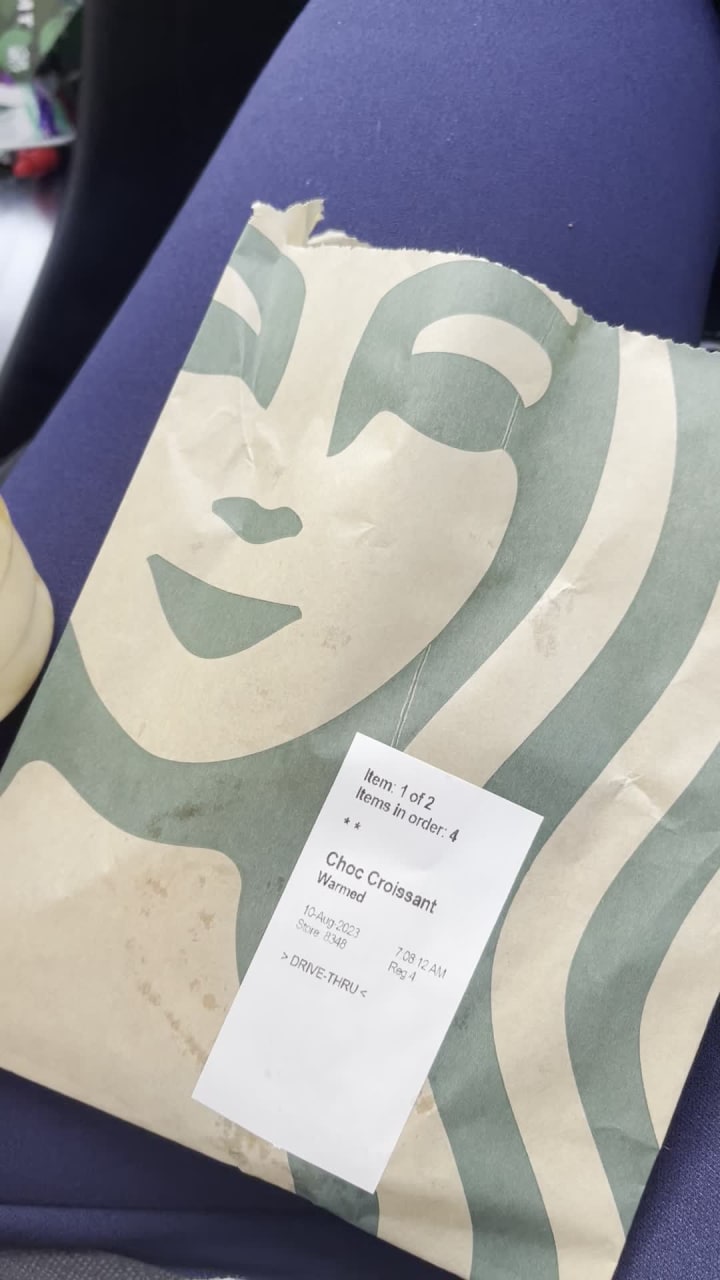 Item: 1 of 2
Items in order: 4
* *
Choc Croissant
Warmed
10-Aug-2023 7:08:12 AM
Store: 8348 Reg 4
> DRIVE-THRU <